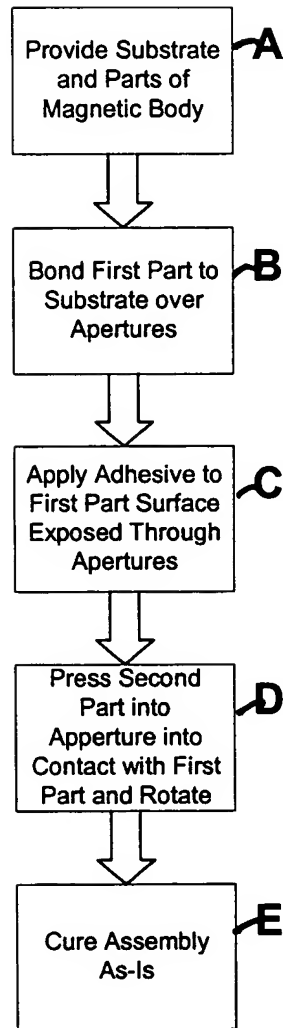 Provide Substrate
and Parts of
Magnetic Body
A
Bond First Part to
Substrate over
Apertures
B
Apply Adhesive to
First Part Surface
Exposed Through
Apertures
C
Press Second
Part into
Apperture into
Contact with First
Part and Rotate
D
Cure Assembly
As-Is
E